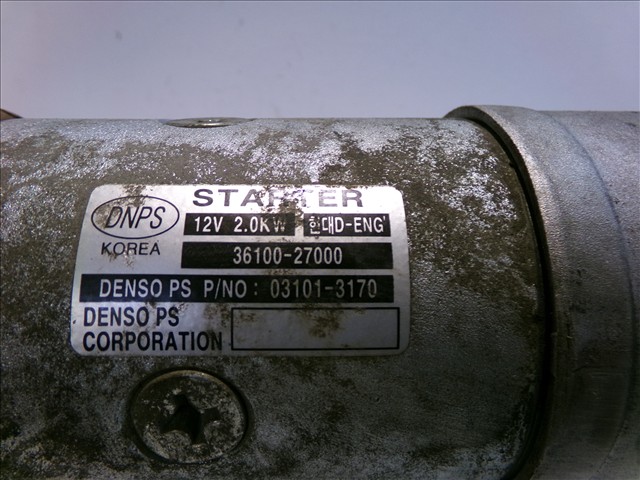 STARTER
DNPS
12V 2.0KW 현대D-ENG'
KOREA
36100-27000
DENSO PS P/NO : 03101-3170
DENSO PS
CORPORATION